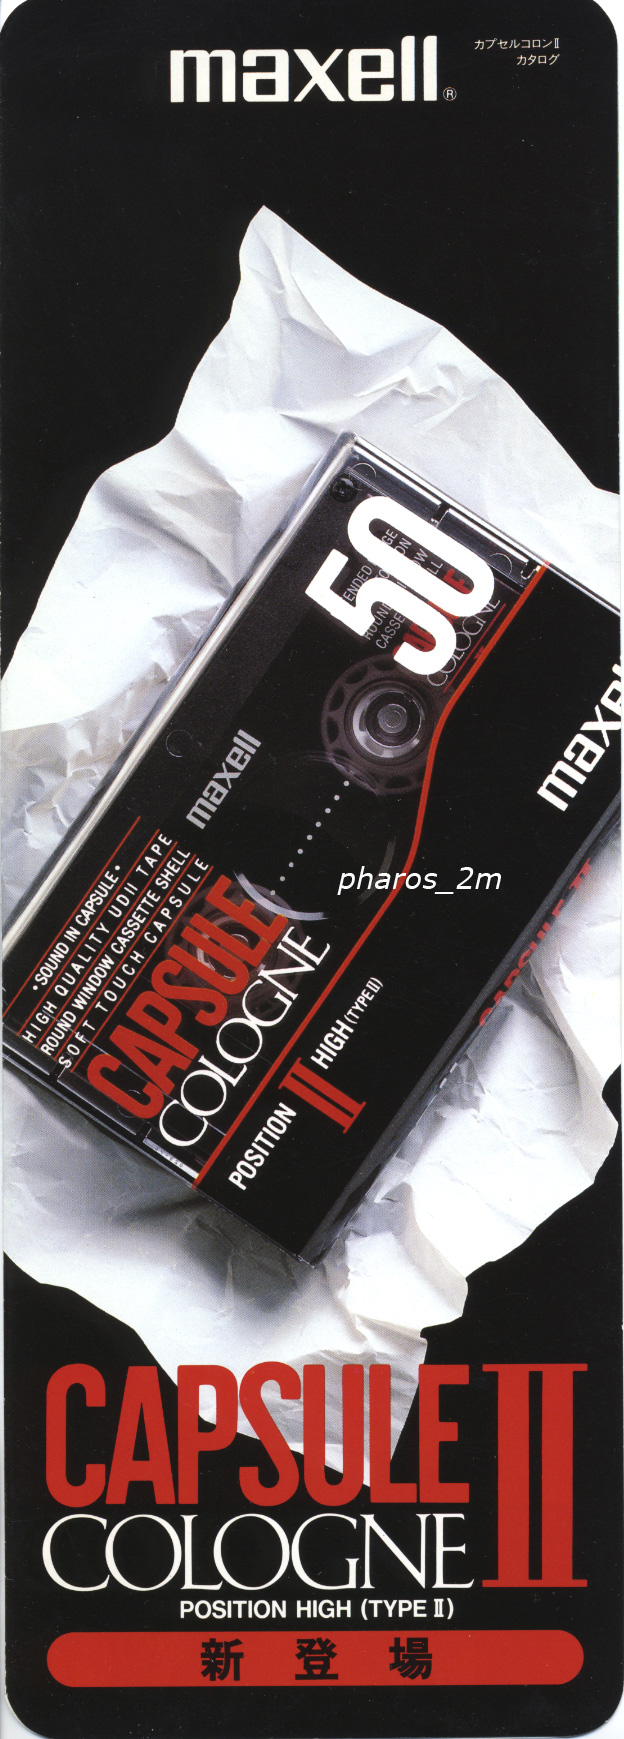 maxell®
カプセルコロンⅡ
カタログ
50
maxell
maxell
• SOUND IN CAPSULE •
HIGH QUALITY UDII TAPE
ROUND WINDOW CASSETTE SHELL
SOFT TOUCH CAPSULE
CAPSULE
COLOGNE
COLOGNE
POSITION II HIGH (TYPE II)
CAPSULE II
pharos_2m
CAPSULE II
COLOGNE
POSITION HIGH (TYPE II)
新登場